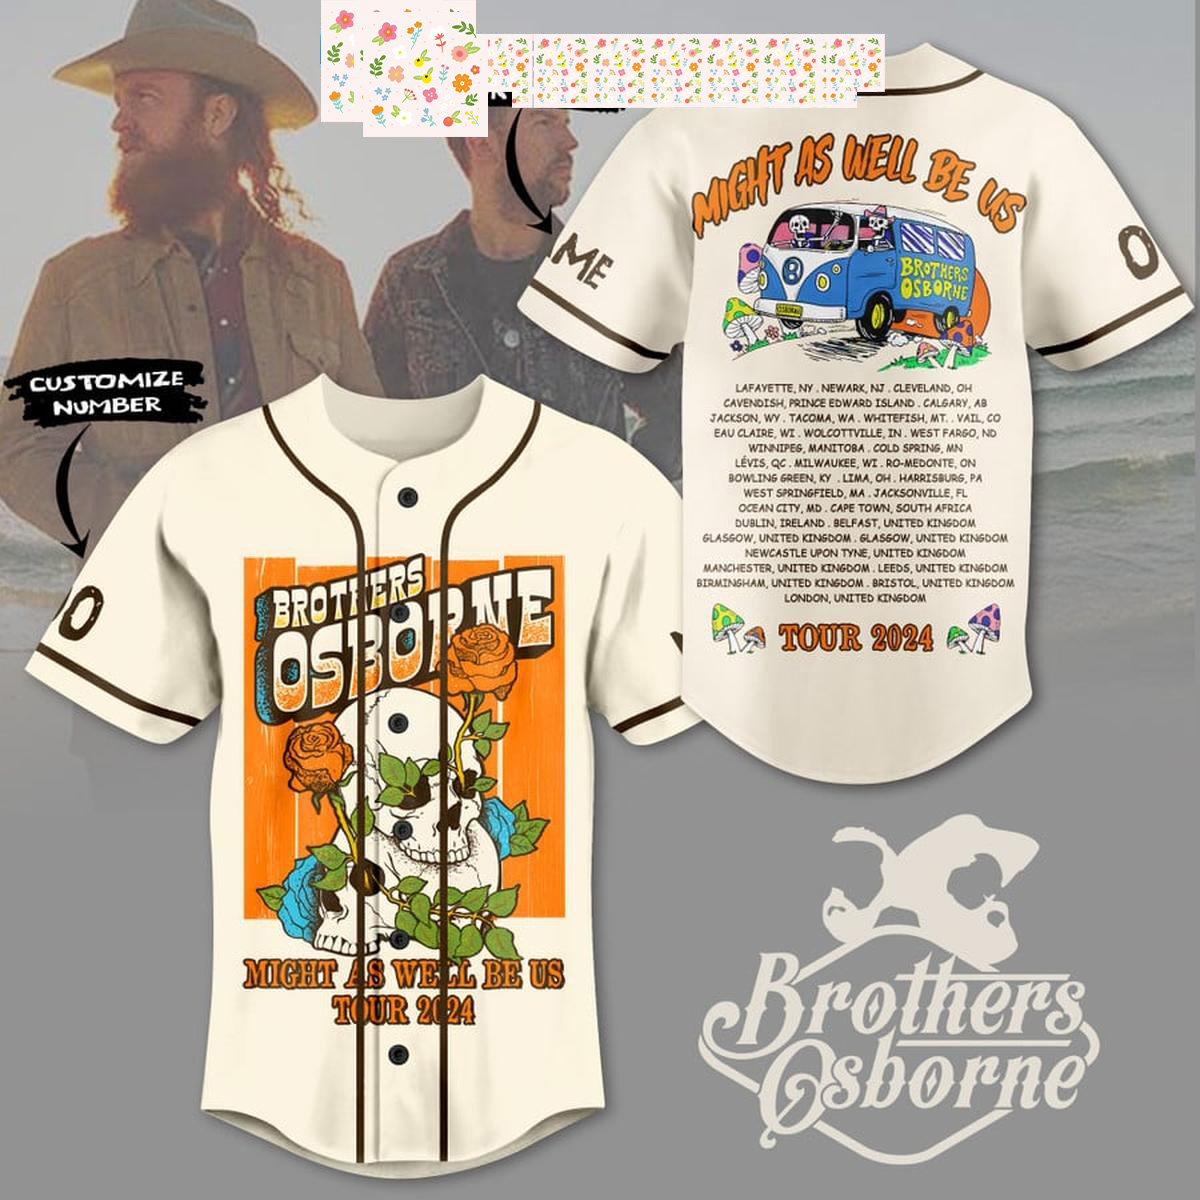 CUSTOMIZE
NUMBER
BROTHERS
OSBORNE
MIGHT AS WELL BE US
TOUR 2024
MIGHT AS WELL BE US
8
BROTHERS
OSBORNE
LAFAYETTE, NY . NEWARK, NJ . CLEVELAND, OH
CAVENDISH, PRINCE EDWARD ISLAND . CALGARY, AB
JACKSON, WY . TACOMA, WA . WHITEFISH, MT. . VAIL, CO
EAU CLAIRE, WI . WOLCOTTVILLE, IN . WEST FARGO, ND
WINNIPEG, MANITOBA . COLD SPRING, MN
LÉVIS, QC . MILWAUKEE, WI . RO-MEDONTE, ON
BOWLING GREEN, KY . LIMA, OH . HARRISBURG, PA
WEST SPRINGFIELD, MA . JACKSONVILLE, FL
OCEAN CITY, MD . CAPE TOWN, SOUTH AFRICA
DUBLIN, IRELAND . BELFAST, UNITED KINGDOM
GLASGOW, UNITED KINGDOM . GLASGOW, UNITED KINGDOM
NEWCASTLE UPON TYNE, UNITED KINGDOM
MANCHESTER, UNITED KINGDOM . LEEDS, UNITED KINGDOM
BIRMINGHAM, UNITED KINGDOM . BRISTOL, UNITED KINGDOM
LONDON, UNITED KINGDOM
TOUR 2024
Brothers
Osborne